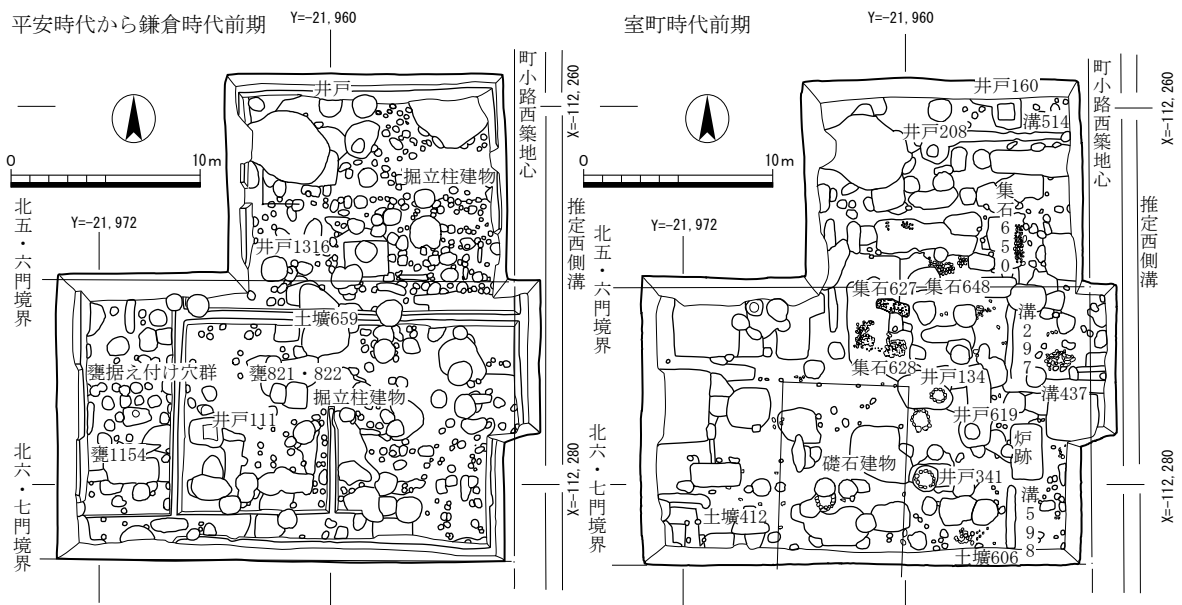 平安時代から鎌倉時代前期
Y=-21,960
町小路西築地心
X=-112,260
井戸
0 10m
掘立柱建物
北五・六門境界
Y=-21,972
推定西側溝
井戸1316
土壙659
甕据え付け穴群
甕821・822
掘立柱建物
井戸111
甕1154
北六・七門境界
X=-112,280
室町時代前期
Y=-21,960
町小路西築地心
X=-112,260
井戸160
溝514
井戸208
0 10m
集石650
北五・六門境界
Y=-21,972
推定西側溝
集石627
集石648
溝297
集石628
井戸134
溝437
井戸619
炉跡
北六・七門境界
礎石建物
井戸341
X=-112,280
溝598
土壙412
土壙606